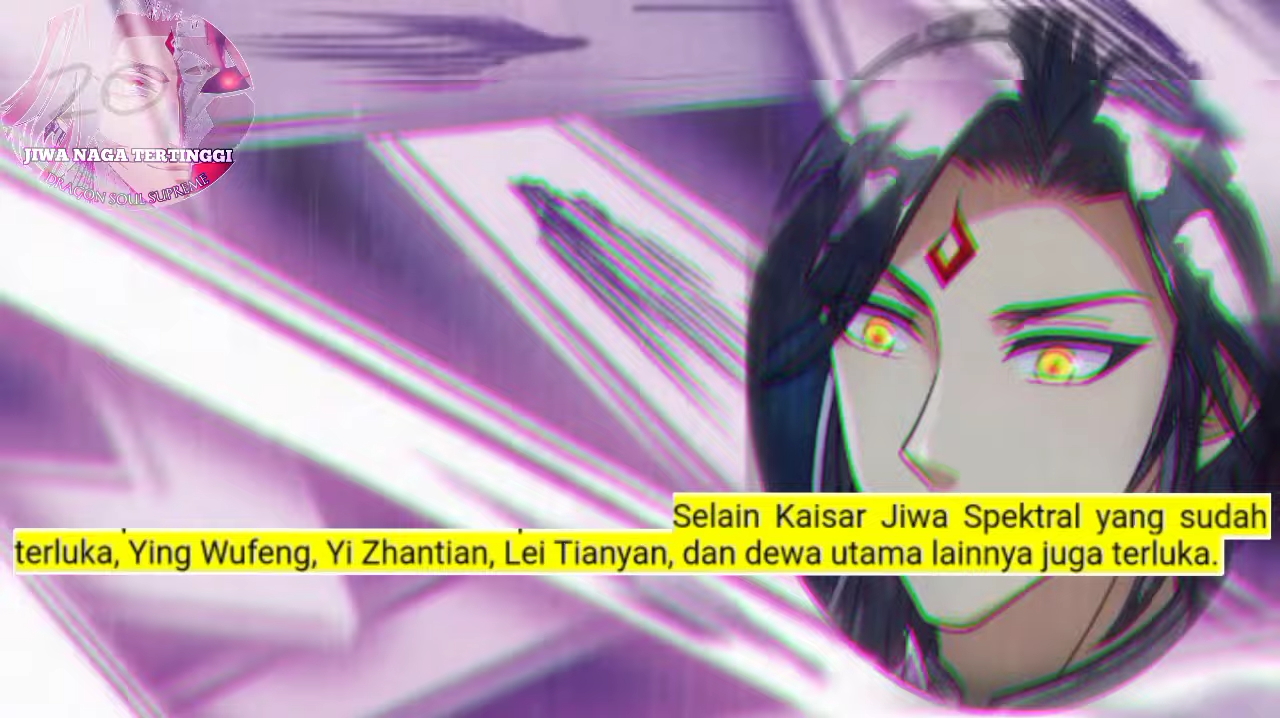 JIWA NAGA TERTINGGI
DRAGON SOUL SUPREME
Selain Kaisar Jiwa Spektral yang sudah
terluka, Ying Wufeng, Yi Zhantian, Lei Tianyan, dan dewa utama lainnya juga terluka.